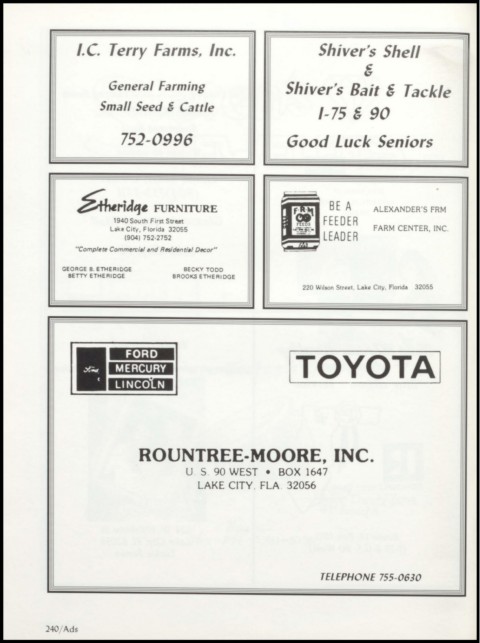 I.C. Terry Farms, Inc.
General Farming
Small Seed & Cattle
752-0996
Shiver's Shell
&
Shiver's Bait & Tackle
I-75 & 90
Good Luck Seniors
Etheridge FURNITURE
1940 South First Street
Lake City, Florida 32055
(904) 752-2752
"Complete Commercial and Residential Decor"
GEORGE B. ETHERIDGE
BETTY ETHERIDGE
BECKY TODD
BROOKS ETHERIDGE
FRM
BE A
FEEDER
LEADER
ALEXANDER'S FRM
FARM CENTER, INC.
220 Wilson Street, Lake City, Florida 32055
Ford
FORD
MERCURY
LINCOLN
TOYOTA
ROUNTREE-MOORE, INC.
U. S. 90 WEST • BOX 1647
LAKE CITY, FLA. 32056
TELEPHONE 755-0630
240/Ads